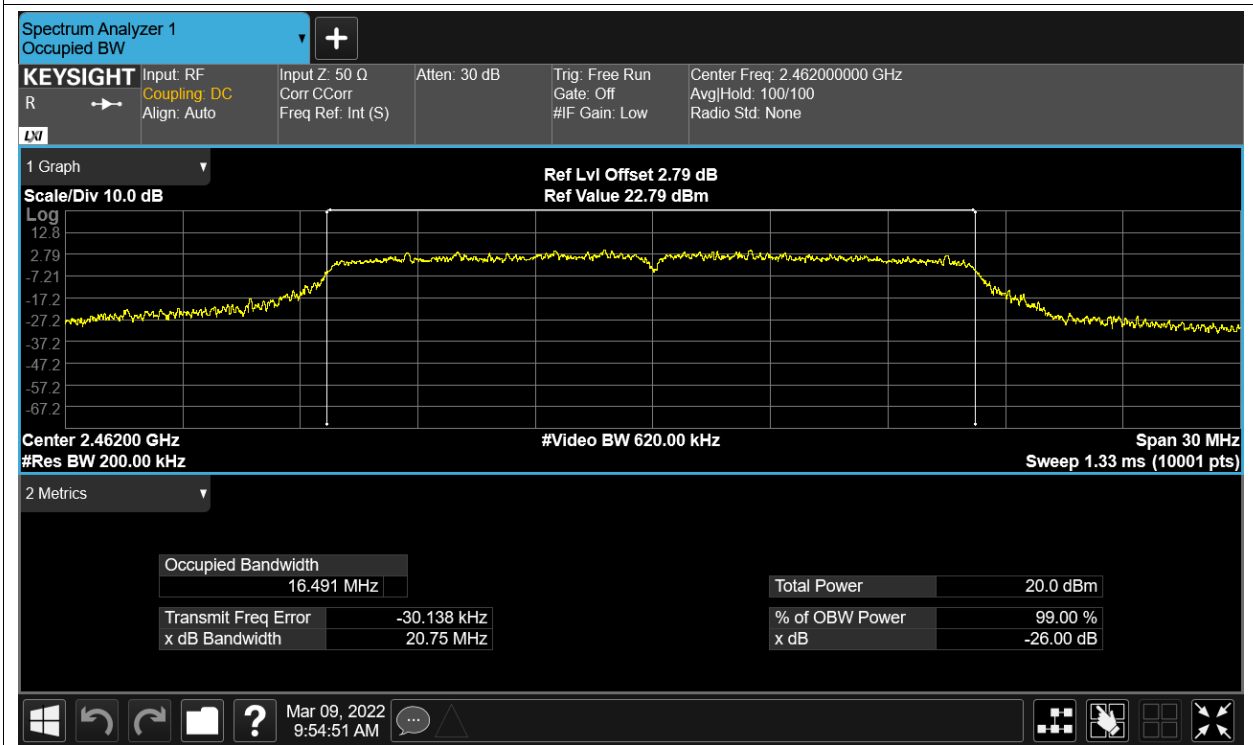 Spectrum Analyzer 1
Occupied BW
KEYSIGHT
R
LXI
Input: RF
Coupling: DC
Align: Auto
Input Z: 50 Ω
Corr CCorr
Freq Ref: Int (S)
Atten: 30 dB
Trig: Free Run
Gate: Off
#IF Gain: Low
Center Freq: 2.462000000 GHz
Avg|Hold: 100/100
Radio Std: None
1 Graph
Scale/Div 10.0 dB
Ref Lvl Offset 2.79 dB
Ref Value 22.79 dBm
Log
12.8
2.79
-7.21
-17.2
-27.2
-37.2
-47.2
-57.2
-67.2
Center 2.46200 GHz
#Video BW 620.00 kHz
Span 30 MHz
#Res BW 200.00 kHz
Sweep 1.33 ms (10001 pts)
2 Metrics
Occupied Bandwidth
16.491 MHz
Total Power 20.0 dBm
Transmit Freq Error -30.138 kHz
% of OBW Power 99.00 %
x dB Bandwidth 20.75 MHz
x dB -26.00 dB
?
Mar 09, 2022
9:54:51 AM